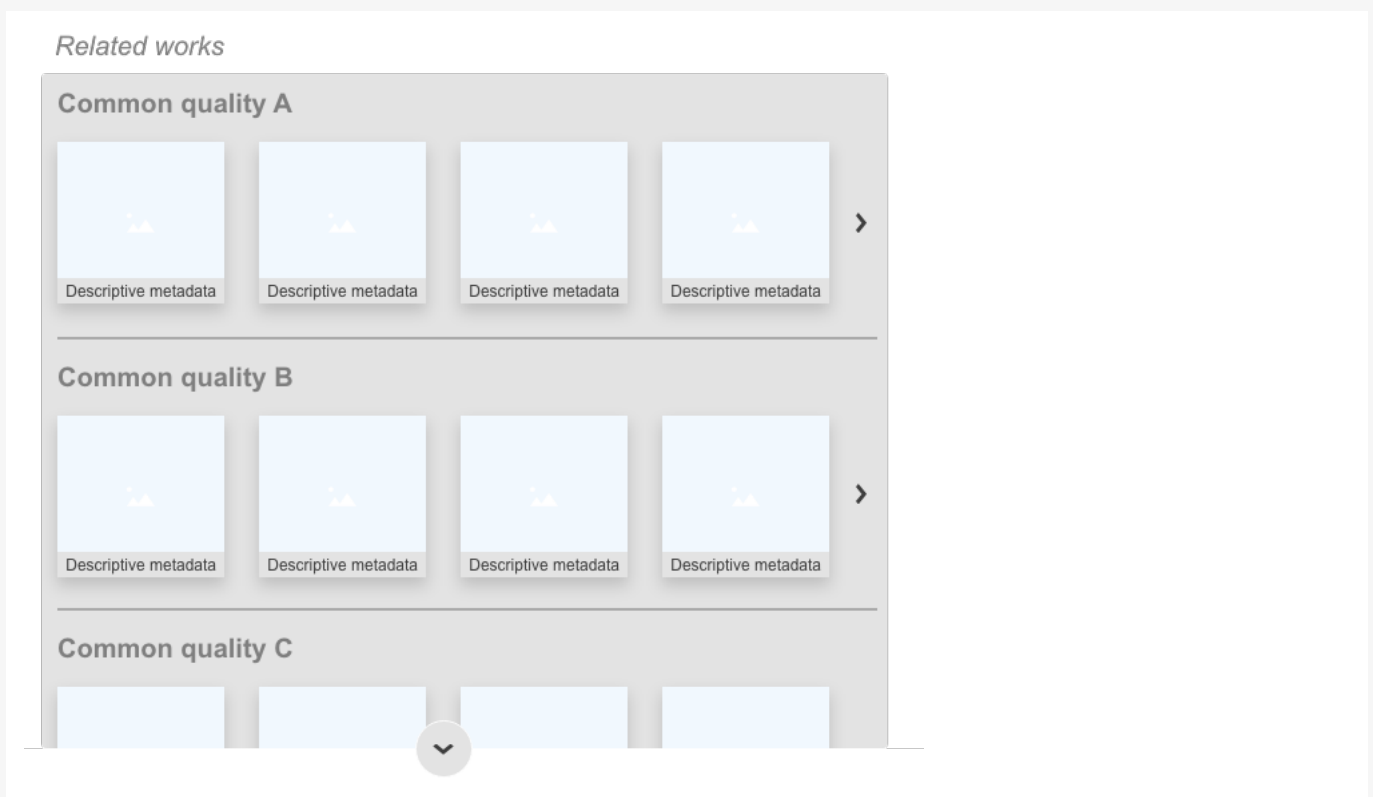 Related works
Common quality A
Descriptive metadata Descriptive metadata Descriptive metadata Descriptive metadata
Common quality B
Descriptive metadata Descriptive metadata Descriptive metadata Descriptive metadata
Common quality C